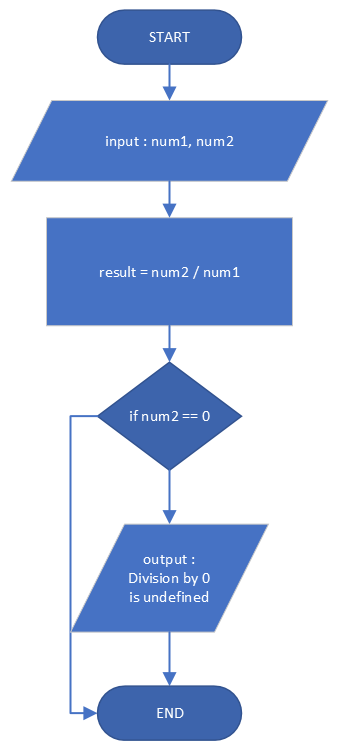 START
input : num1, num2
result = num2 / num1
if num2 == 0
output :
Division by 0
is undefined
END